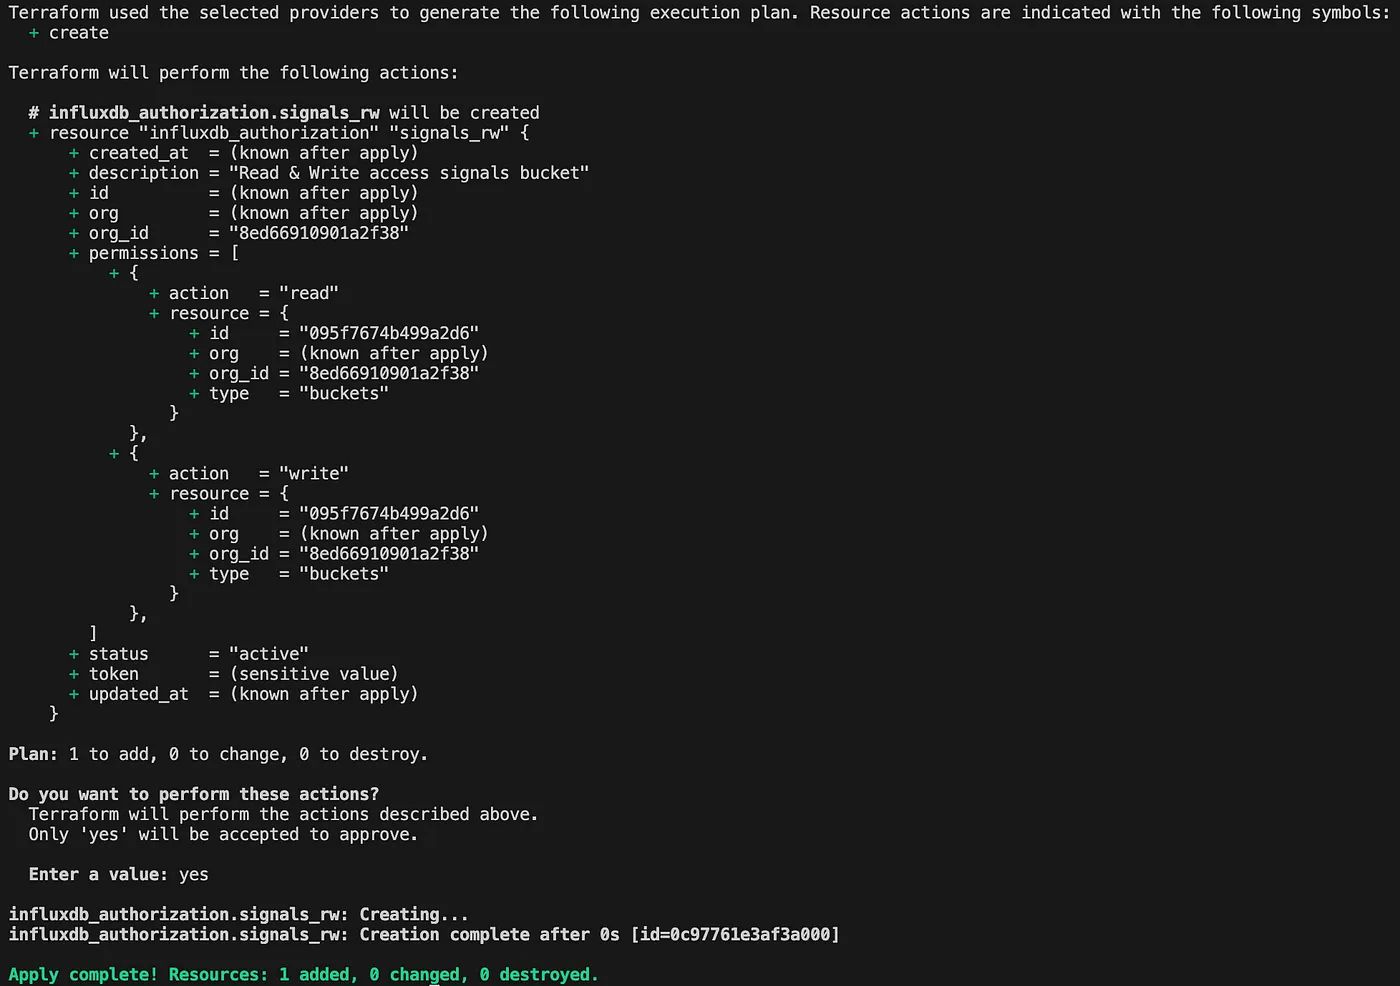 Terraform used the selected providers to generate the following execution plan. Resource actions are indicated with the following symbols:
  + create

Terraform will perform the following actions:

  # influxdb_authorization.signals_rw will be created
  + resource "influxdb_authorization" "signals_rw" {
      + created_at  = (known after apply)
      + description = "Read & Write access signals bucket"
      + id          = (known after apply)
      + org         = (known after apply)
      + org_id      = "8ed66910901a2f38"
      + permissions = [
          + {
              + action   = "read"
              + resource = {
                  + id     = "095f7674b499a2d6"
                  + org    = (known after apply)
                  + org_id = "8ed66910901a2f38"
                  + type   = "buckets"
                }
            },
          + {
              + action   = "write"
              + resource = {
                  + id     = "095f7674b499a2d6"
                  + org    = (known after apply)
                  + org_id = "8ed66910901a2f38"
                  + type   = "buckets"
                }
            },
        ]
      + status      = "active"
      + token       = (sensitive value)
      + updated_at  = (known after apply)
    }

Plan: 1 to add, 0 to change, 0 to destroy.

Do you want to perform these actions?
  Terraform will perform the actions described above.
  Only 'yes' will be accepted to approve.

  Enter a value: yes

influxdb_authorization.signals_rw: Creating...
influxdb_authorization.signals_rw: Creation complete after 0s [id=0c97761e3af3a000]

Apply complete! Resources: 1 added, 0 changed, 0 destroyed.